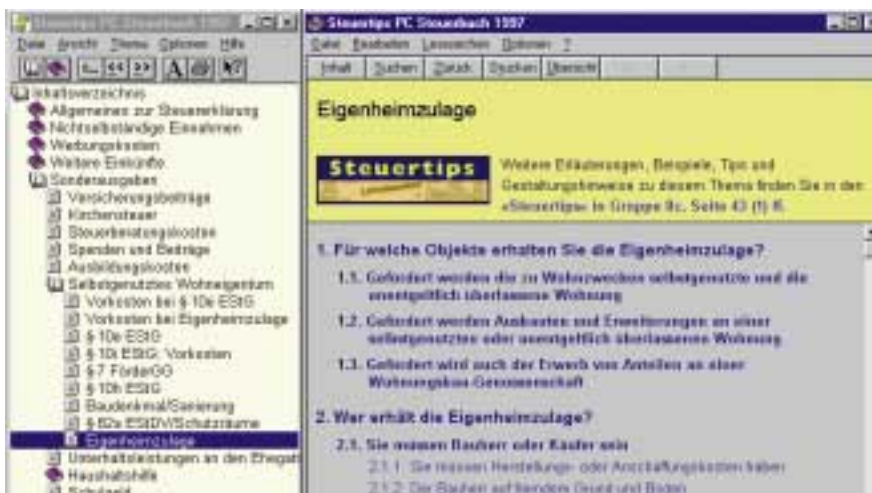 Steuertips PC Steuerbuch 1997
Datei Ansicht Thema Optionen Hilfe
Inhaltsverzeichnis
Allgemeines zur Steuererklärung
Nichtselbständige Einnahmen
Werbungskosten
Weitere Einkünfte
Sonderausgaben
Versicherungsbeiträge
Kirchensteuer
Steuerberatungskosten
Spenden und Beiträge
Ausbildungskosten
Selbstgenutztes Wohneigentum
Vorkosten bei § 10e EStG
Vorkosten bei Eigenheimzulage
§ 10e EStG
§ 10i EStG: Vorkosten
§ 7 FörderGG
§ 10h EStG
Baudenkmal/Sanierung
§ 82a EStDV/Schutzräume
Eigenheimzulage
Unterhaltsleistungen an den Ehegatt
Haushaltshilfe
Schulgeld
Steuertips PC Steuerbuch 1997
Datei Bearbeiten Lesezeichen Optionen ?
Inhalt Suchen Zurück Drucken Übersicht
Eigenheimzulage
Steuertips
Weitere Erläuterungen, Beispiele, Tips und
Gestaltungshinweise zu diesem Thema finden Sie in den
«Steuertips» in Gruppe 8c, Seite 43 (f) ff.
1. Für welche Objekte erhalten Sie die Eigenheimzulage?
1.1. Gefördert werden die zu Wohnzwecken selbstgenutzte und die
unentgeltlich überlassene Wohnung
1.2. Gefördert werden Ausbauten und Erweiterungen an einer
selbstgenutzten oder unentgeltlich überlassenen Wohnung
1.3. Gefördert wird auch der Erwerb von Anteilen an einer
Wohnungsbau-Genossenschaft
2. Wer erhält die Eigenheimzulage?
2.1. Sie müssen Bauherr oder Käufer sein
2.1.1. Sie müssen Herstellungs- oder Anschaffungskosten haben
2.1.2. Der Bauherr auf fremdem Grund und Boden